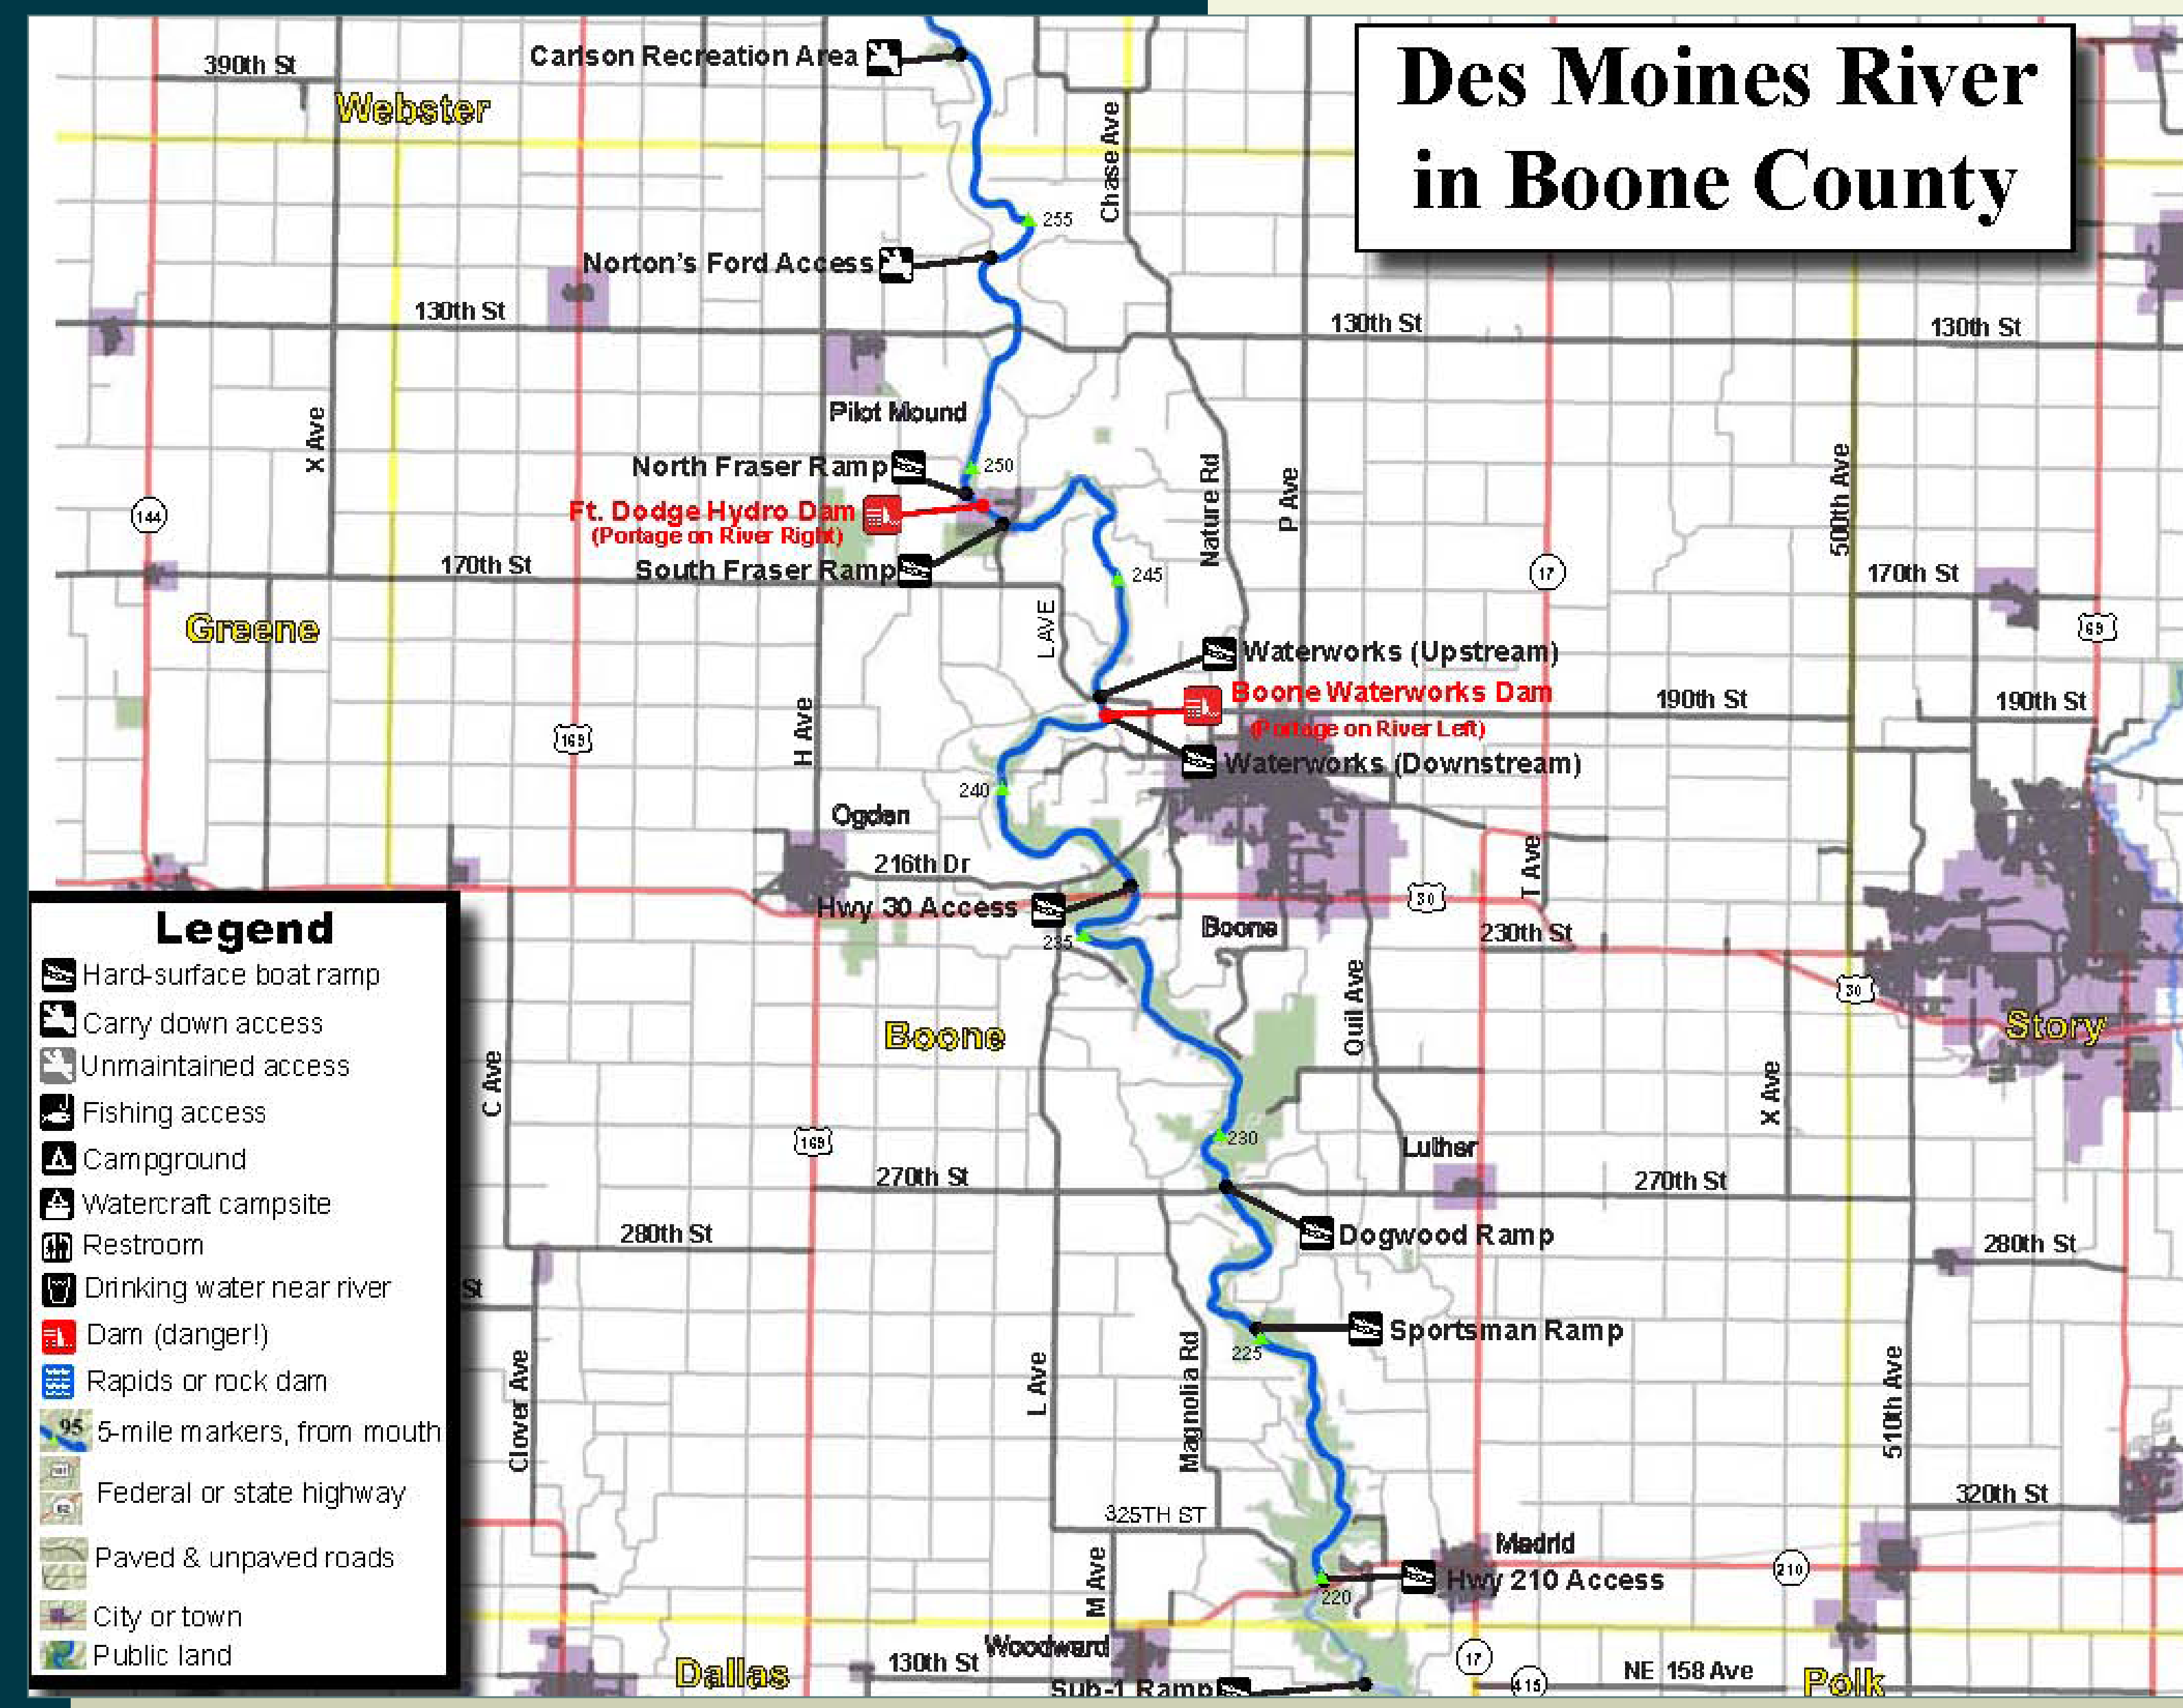 Des Moines River
in Boone County
Carlson Recreation Area
390th St
Webster
Chase Ave
255
Norton's Ford Access
130th St
130th St
130th St
Pilot Mound
X Ave
North Fraser Ramp
250
Ft. Dodge Hydro Dam
(Portage on River Right)
South Fraser Ramp
Nature Rd
P Ave
500th Ave
144
170th St
245
17
170th St
Greene
LAVE
69
Waterworks (Upstream)
Boone Waterworks Dam
(Portage on River Left)
190th St
190th St
H Ave
169
Waterworks (Downstream)
240
Ogden
216th Dr
T Ave
Hwy 30 Access
30
Boone
230th St
235
30
Quil Ave
Story
Boone
C Ave
X Ave
169
230
Luther
270th St
270th St
280th St
Dogwood Ramp
280th St
St
Sportsman Ramp
225
Clover Ave
L Ave
Magnolia Rd
510th Ave
320th St
325TH ST
Madrid
M Ave
210
Hwy 210 Access
220
Woodward
130th St
Dallas
17
NE 158 Ave
415
Polk
Sub-1 Ramp
Legend
Hard-surface boat ramp
Carry down access
Unmaintained access
Fishing access
Campground
Watercraft campsite
Restroom
Drinking water near river
Dam (danger!)
Rapids or rock dam
95
5-mile markers, from mouth
62
Federal or state highway
Paved & unpaved roads
City or town
Public land